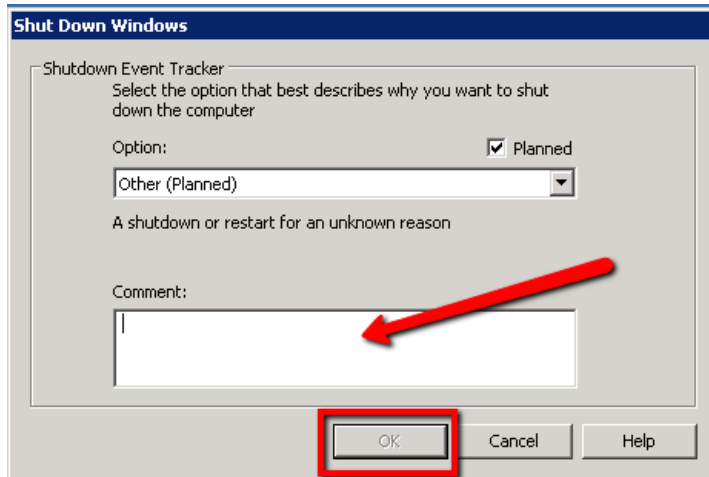 Shut Down Windows
Shutdown Event Tracker
Select the option that best describes why you want to shut
down the computer
Option:
Planned
Other (Planned)
A shutdown or restart for an unknown reason
Comment:
OK
Cancel
Help